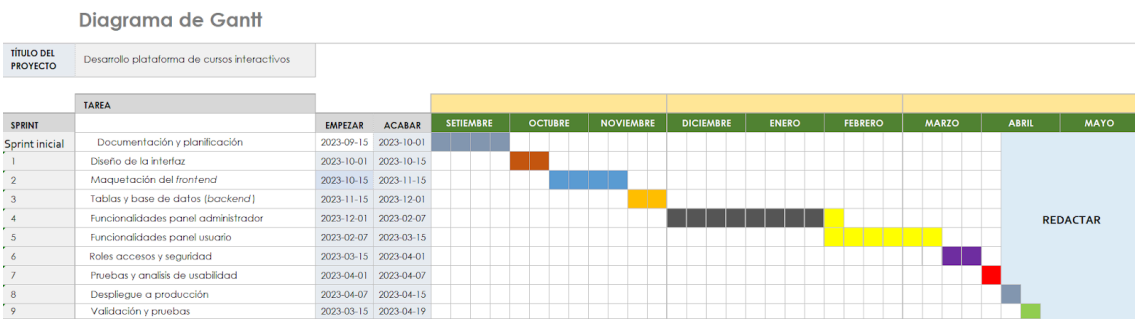 Diagrama de Gantt
TÍTULO DEL
PROYECTO
Desarrollo plataforma de cursos interactivos
TAREA
SPRINT EMPEZAR ACABAR SETIEMBRE OCTUBRE NOVIEMBRE DICIEMBRE ENERO FEBRERO MARZO ABRIL MAYO
Sprint inicial Documentación y planificación 2023-09-15 2023-10-01
1 Diseño de la interfaz 2023-10-01 2023-10-15
2 Maquetación del frontend 2023-10-15 2023-11-15
3 Tablas y base de datos (backend) 2023-11-15 2023-12-01
4 Funcionalidades panel administrador 2023-12-01 2023-02-07
REDACTAR
5 Funcionalidades panel usuario 2023-02-07 2023-03-15
6 Roles accesos y seguridad 2023-03-15 2023-04-01
7 Pruebas y analisis de usabilidad 2023-04-01 2023-04-07
8 Despliegue a producción 2023-04-07 2023-04-15
9 Validación y pruebas 2023-03-15 2023-04-19